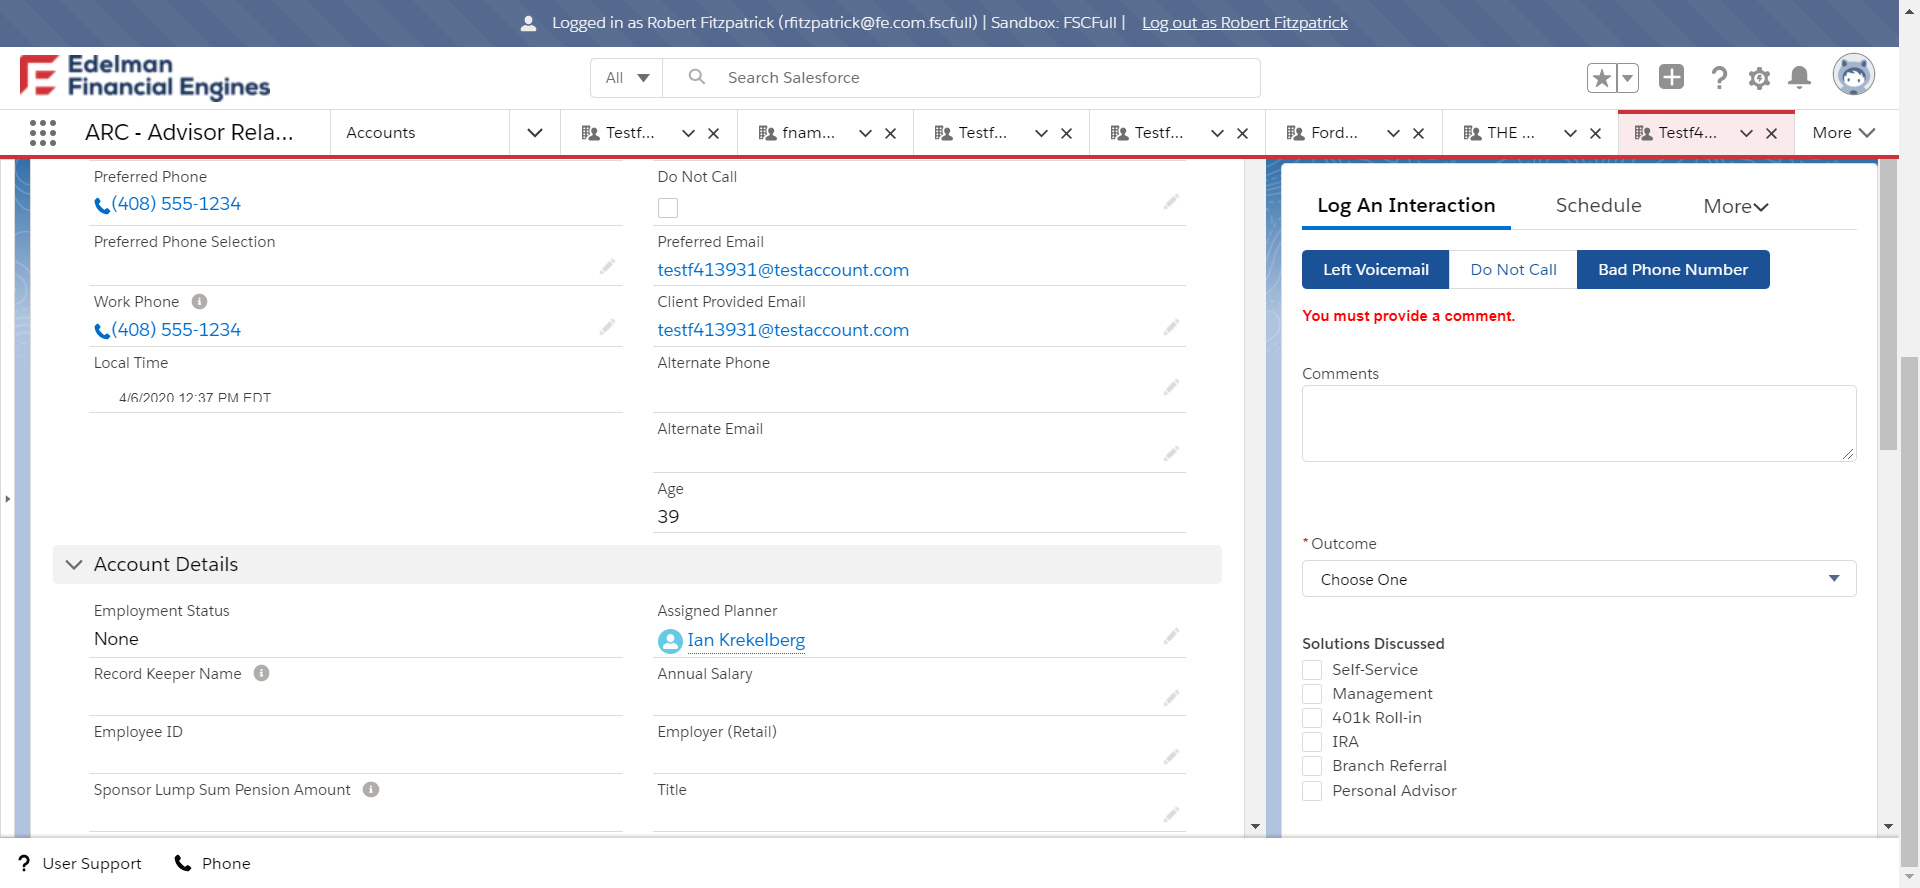 Logged in as Robert Fitzpatrick (rfitzpatrick@fe.com.fscfull) | Sandbox: FSCFull | Log out as Robert Fitzpatrick
Edelman
Financial Engines
All
Search Salesforce
ARC - Advisor Rela...
Accounts
Testf...
fnam...
Testf...
Testf...
Ford...
THE ...
Testf4...
More
Preferred Phone
(408) 555-1234
Do Not Call
Preferred Phone Selection
Preferred Email
testf413931@testaccount.com
Work Phone
(408) 555-1234
Client Provided Email
testf413931@testaccount.com
Local Time
4/6/2020 12:37 PM EDT
Alternate Phone
Alternate Email
Age
39
Account Details
Employment Status
None
Assigned Planner
Ian Krekelberg
Record Keeper Name
Annual Salary
Employee ID
Employer (Retail)
Sponsor Lump Sum Pension Amount
Title
Log An Interaction
Schedule
More
Left Voicemail
Do Not Call
Bad Phone Number
You must provide a comment.
Comments
* Outcome
Choose One
Solutions Discussed
Self-Service
Management
401k Roll-in
IRA
Branch Referral
Personal Advisor
? User Support
Phone